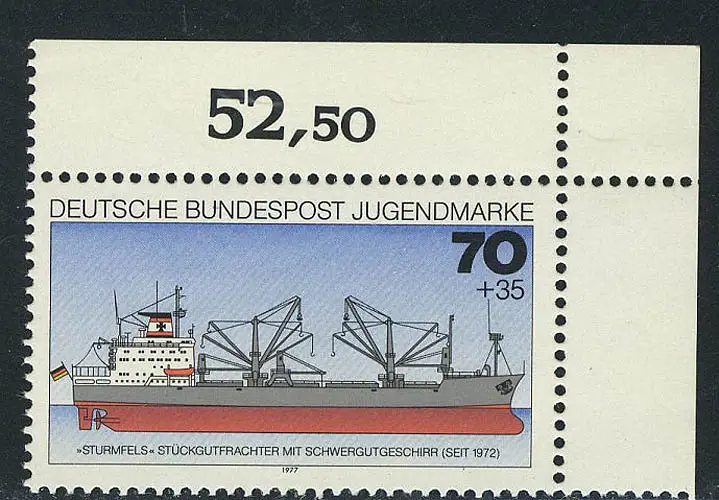 52,50
DEUTSCHE BUNDESPOST JUGENDMARKE
70
+35
»STURMFELS« STÜCKGUTFRACHTER MIT SCHWERGUTGESCHIRR (SEIT 1972)
1977